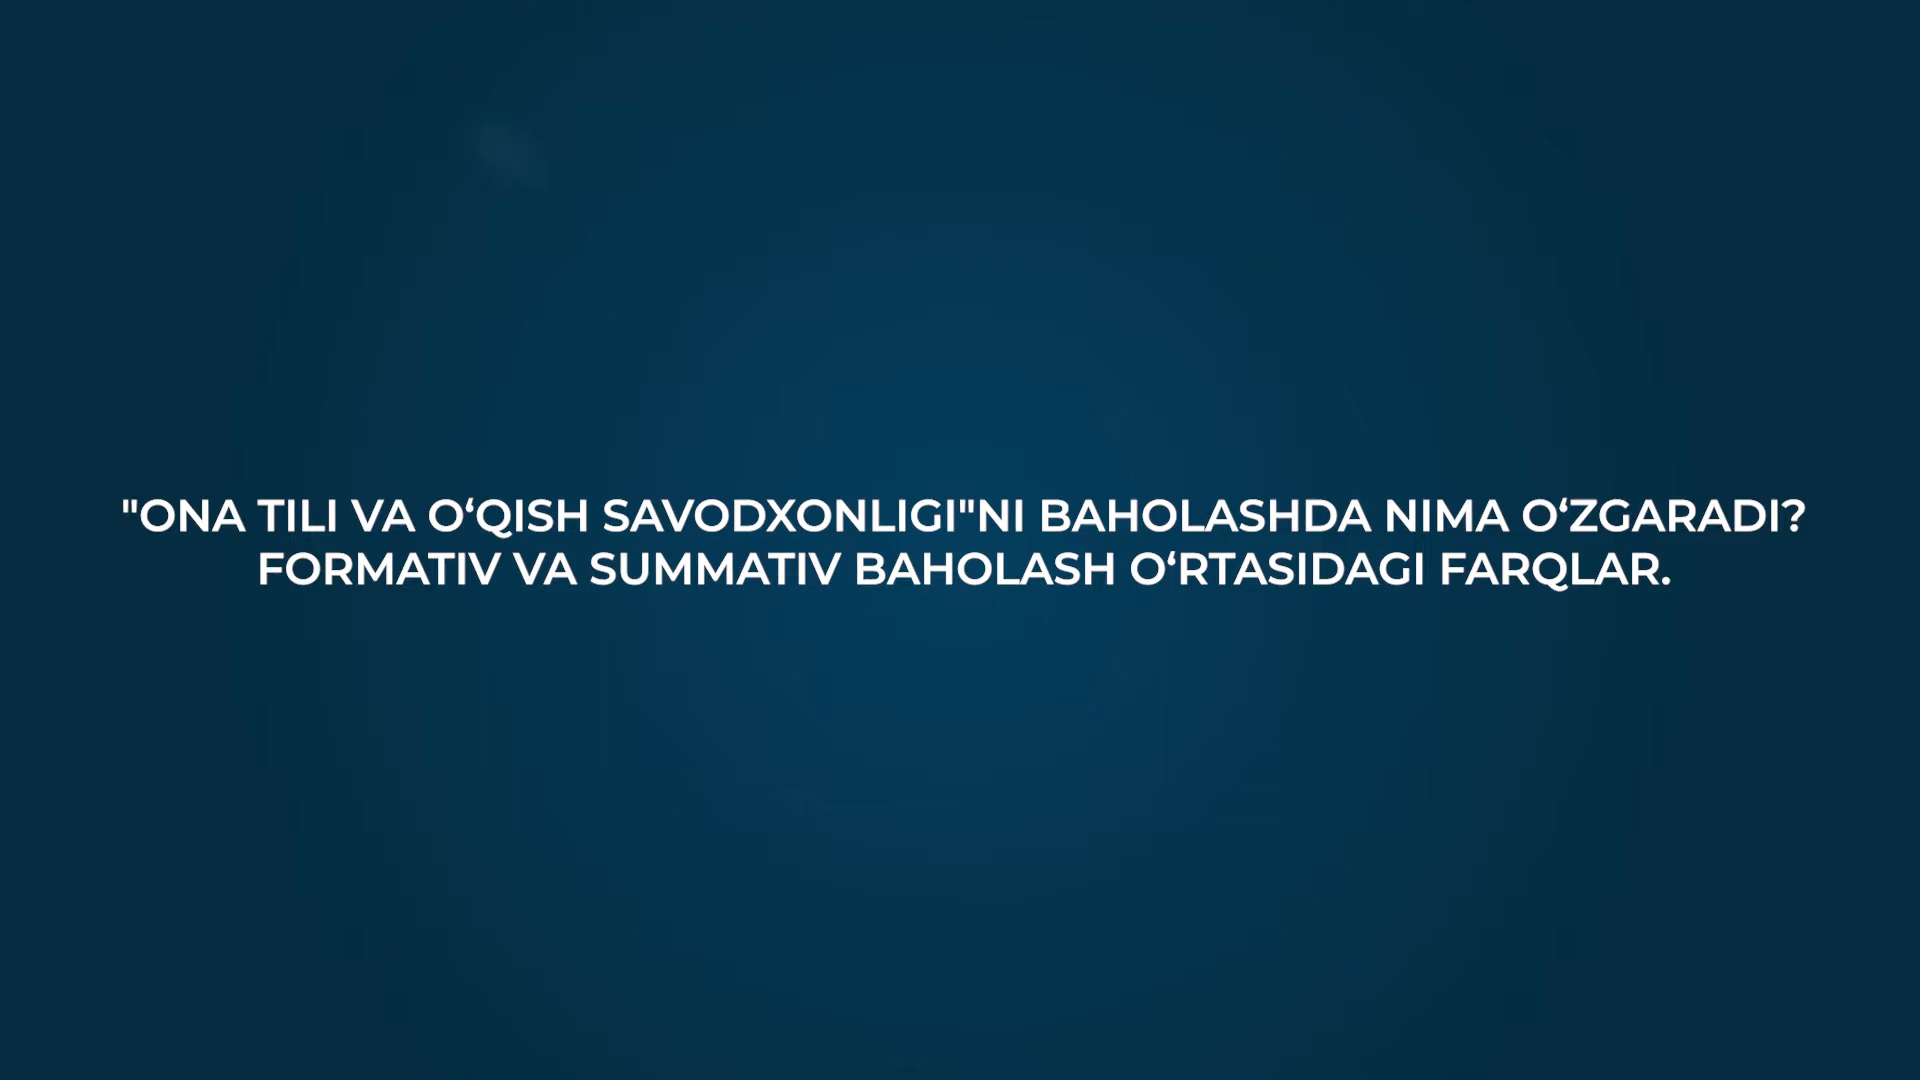 "ONA TILI VA O‘QISH SAVODXONLIGI"NI BAHOLASHDA NIMA O‘ZGARADI?
FORMATIV VA SUMMATIV BAHOLASH O‘RTASIDAGI FARQLAR.